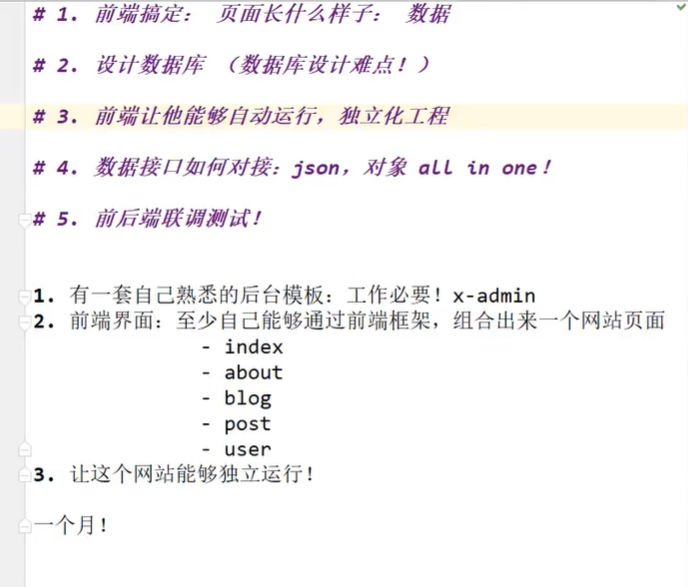 # 1. 前端搞定： 页面长什么样子： 数据
# 2. 设计数据库 （数据库设计难点！）
# 3. 前端让他能够自动运行，独立化工程
# 4. 数据接口如何对接：json，对象 all in one！
# 5. 前后端联调测试！
1. 有一套自己熟悉的后台模板：工作必要！x-admin
2. 前端界面：至少自己能够通过前端框架，组合出来一个网站页面
- index
- about
- blog
- post
- user
3. 让这个网站能够独立运行！
一个月！